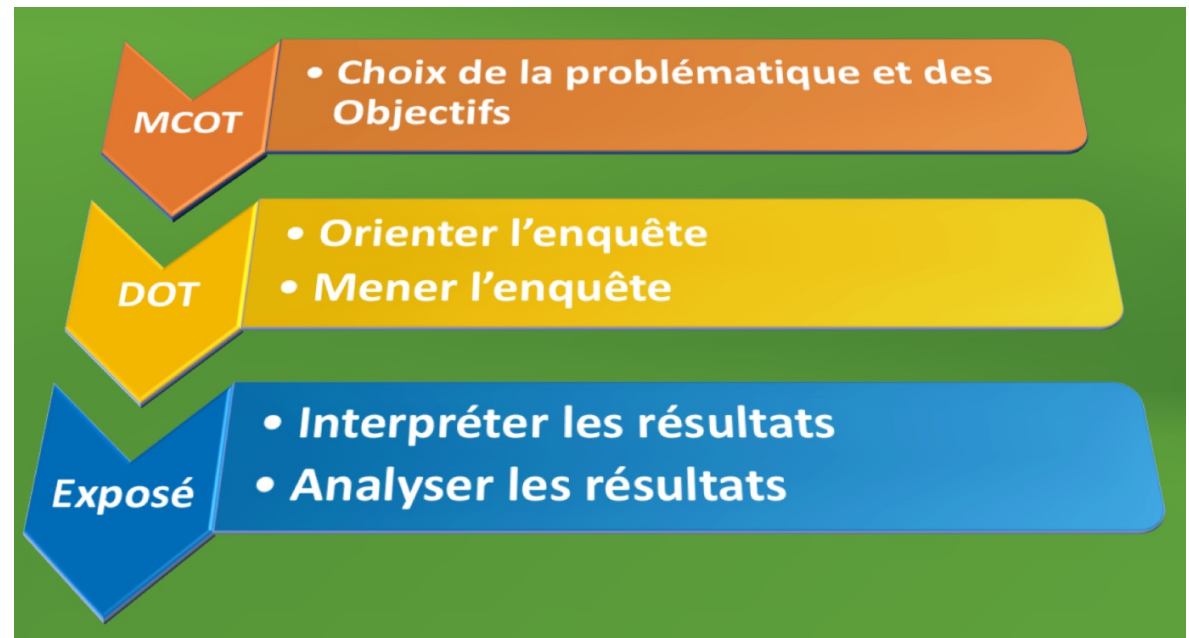 MCOT
• Choix de la problématique et des
Objectifs
DOT
• Orienter l’enquête
• Mener l’enquête
Exposé
• Interpréter les résultats
• Analyser les résultats